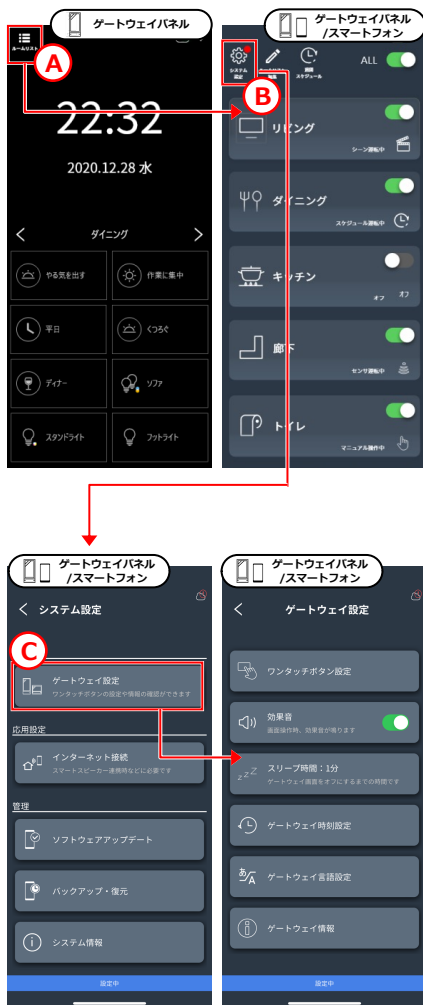 ゲートウェイパネル
ルームリスト
A
22:32
2020.12.28 水
ダイニング
やる気を出す
作業に集中
平日
くつろぐ
ディナー
ソファ
スタンドライト
フットライト
ゲートウェイパネル
/スマートフォン
システム
設定
スケジュール
ALL
B
リビング
シーン運転中
ダイニング
スケジュール運転中
キッチン
オフ
オフ
廊下
センサ運転中
トイレ
マニュアル操作中
ゲートウェイパネル
/スマートフォン
システム設定
C
ゲートウェイ設定
ワンタッチボタンの設定や情報の確認ができます
応用設定
インターネット接続
スマートスピーカー連携時などに必要です
管理
ソフトウェアアップデート
バックアップ・復元
システム情報
設定中
ゲートウェイパネル
/スマートフォン
ゲートウェイ設定
ワンタッチボタン設定
効果音
画面操作時、効果音が鳴ります
スリープ時間：1分
ゲートウェイ画面をオフにするまでの時間です
ゲートウェイ時刻設定
ゲートウェイ言語設定
ゲートウェイ情報
設定中